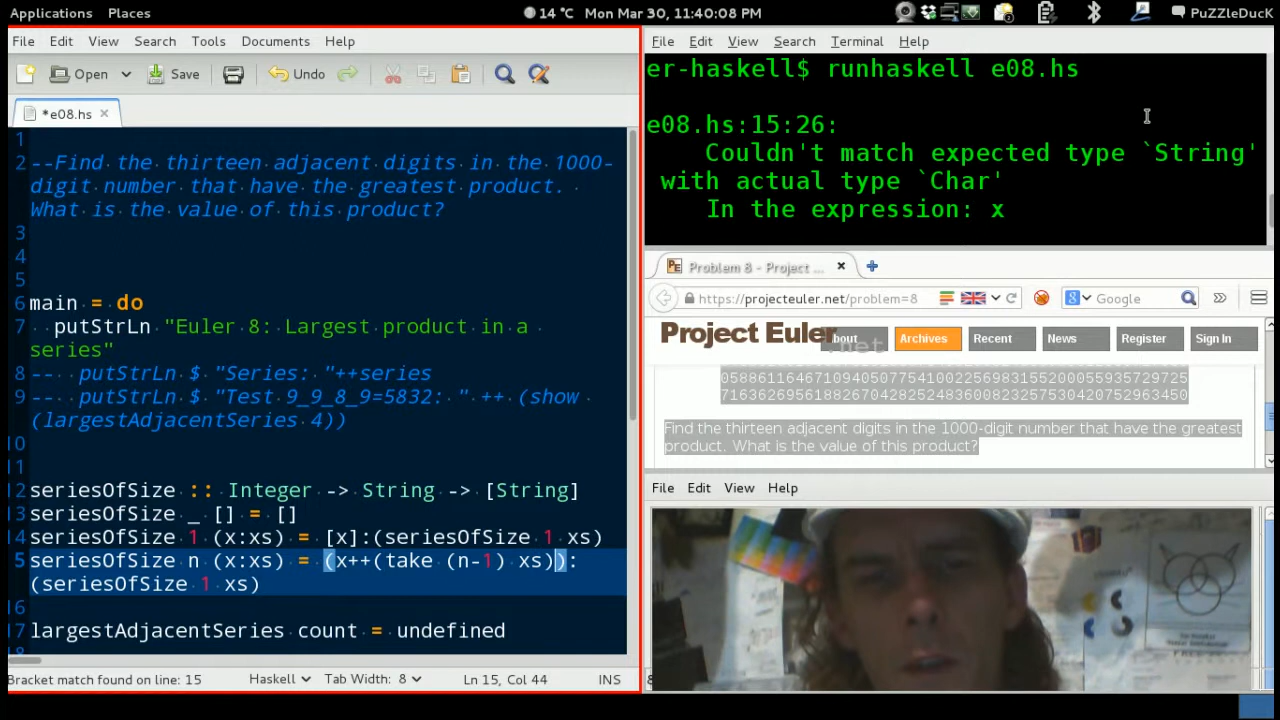 Applications Places
14 °C Mon Mar 30, 11:40:08 PM
PuZZleDucK
File Edit View Search Tools Documents Help
Open Save Undo
*e08.hs
1
2 --Find the thirteen adjacent digits in the 1000-
digit number that have the greatest product.
What is the value of this product?
3
4
5
6 main = do
7 putStrLn "Euler 8: Largest product in a
series"
8 -- putStrLn $ "Series: "++series
9 -- putStrLn $ "Test 9_9_8_9=5832: " ++ (show
(largestAdjacentSeries 4))
10
11
12 seriesOfSize :: Integer -> String -> [String]
13 seriesOfSize _ [] = []
14 seriesOfSize 1 (x:xs) = [x]:(seriesOfSize 1 xs)
15 seriesOfSize n (x:xs) = (x++(take (n-1) xs)):
(seriesOfSize 1 xs)
16
17 largestAdjacentSeries count = undefined
Bracket match found on line: 15 Haskell Tab Width: 8 Ln 15, Col 44 INS
File Edit View Search Terminal Help
er-haskell$ runhaskell e08.hs
e08.hs:15:26:
Couldn't match expected type `String'
with actual type `Char'
In the expression: x
Problem 8 - Project ...
https://projecteuler.net/problem=8
Google
Project Euler
.net
About Archives Recent News Register Sign In
05886116467109405077541002256983155200055935729725
71636269561882670428252483600823257530420752963450
Find the thirteen adjacent digits in the 1000-digit number that have the greatest
product. What is the value of this product?
File Edit View Help